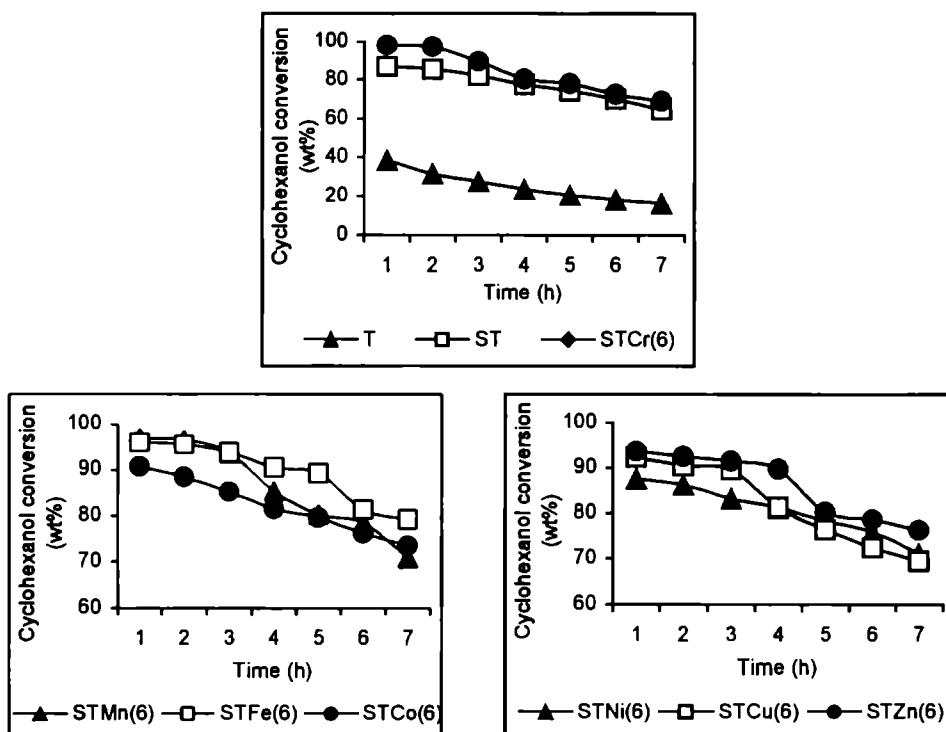 Cyclohexanol conversion
(wt%)
100
80
60
40
20
0
1 2 3 4 5 6 7
Time (h)
T ST STCr(6)
Cyclohexanol conversion
(wt%)
100
90
80
70
60
1 2 3 4 5 6 7
Time (h)
STMn(6) STFe(6) STCo(6)
Cyclohexanol conversion
(wt%)
100
90
80
70
60
1 2 3 4 5 6 7
Time (h)
STNi(6) STCu(6) STZn(6)